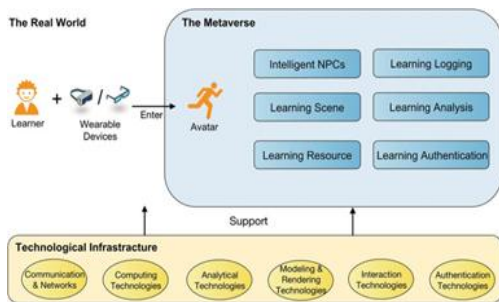 The Real World
The Metaverse
Learner
+
/
Wearable
Devices
Enter
Avatar
Intelligent NPCs
Learning Logging
Learning Scene
Learning Analysis
Learning Resource
Learning Authentication
Support
Technological Infrastracture
Communication
& Networks
Computing
Technologies
Analytical
Technologies
Modeling &
Rendering
Technologies
Interaction
Technologies
Authentication
Technologies